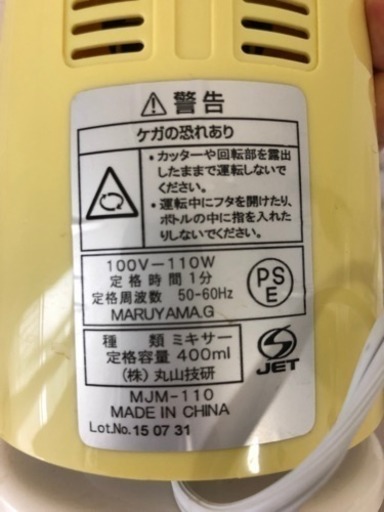 警告
ケガの恐れあり
・カッターや回転部を露出
したままで運転しないで
ください。
・運転中にフタを開けたり、
ボトルの中に指を入れた
りしないでください。
100V－110W
定格時間1分
定格周波数 50-60Hz
MARUYAMA.G
PS
E
種 類 ミキサー
定格容量 400ml
(株) 丸山技研
JET
MJM-110
MADE IN CHINA
Lot.No. 15 07 31